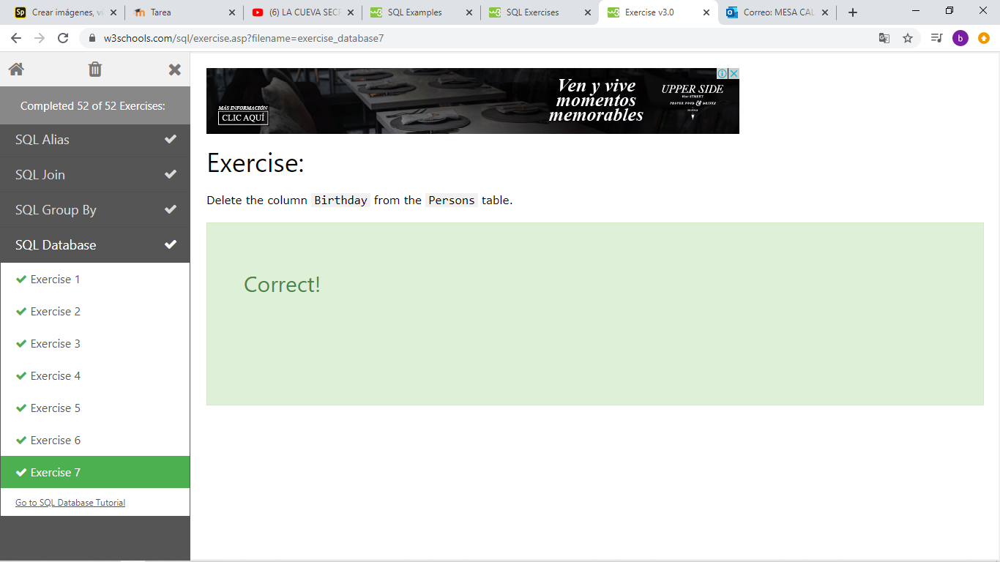 Crear imágenes, ví
Tarea
(6) LA CUEVA SECR
SQL Examples
SQL Exercises
Exercise v3.0
Correo: MESA CAL
w3schools.com/sql/exercise.asp?filename=exercise_database7
b
Completed 52 of 52 Exercises:
SQL Alias
SQL Join
SQL Group By
SQL Database
Exercise 1
Exercise 2
Exercise 3
Exercise 4
Exercise 5
Exercise 6
Exercise 7
Go to SQL Database Tutorial
MÁS INFORMACIÓN
CLIC AQUÍ
Ven y vive
momentos
memorables
UPPER SIDE
PROPER FOOD & DRINKS
Exercise:
Delete the column Birthday from the Persons table.
Correct!